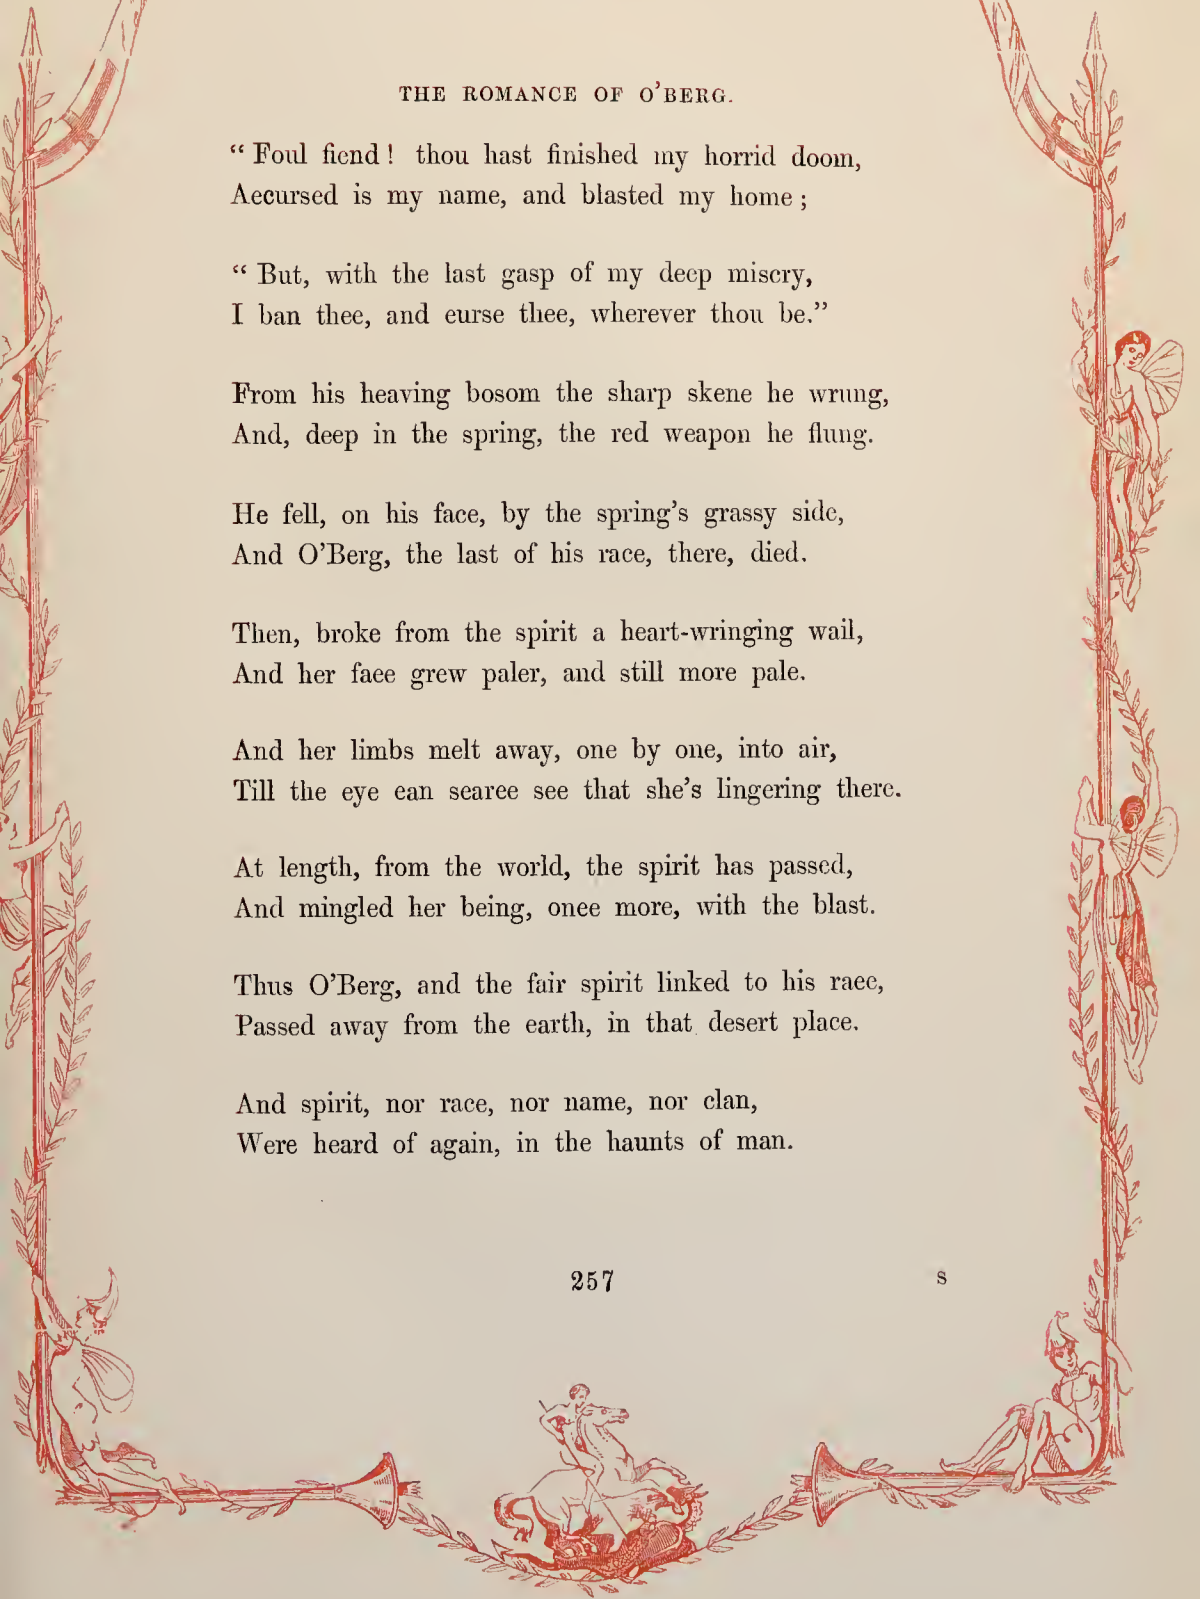 THE ROMANCE OF O'BERG.
“ Foul fiend ! thou hast finished my horrid doom,
Accursed is my name, and blasted my home ;
“ But, with the last gasp of my deep misery,
I ban thee, and curse thee, wherever thou be.”
From his heaving bosom the sharp skene he wrung,
And, deep in the spring, the red weapon he flung.
He fell, on his face, by the spring's grassy side,
And O'Berg, the last of his race, there, died.
Then, broke from the spirit a heart-wringing wail,
And her face grew paler, and still more pale.
And her limbs melt away, one by one, into air,
Till the eye can scarce see that she's lingering there.
At length, from the world, the spirit has passed,
And mingled her being, once more, with the blast.
Thus O'Berg, and the fair spirit linked to his race,
Passed away from the earth, in that desert place.
And spirit, nor race, nor name, nor clan,
Were heard of again, in the haunts of man.
257
S